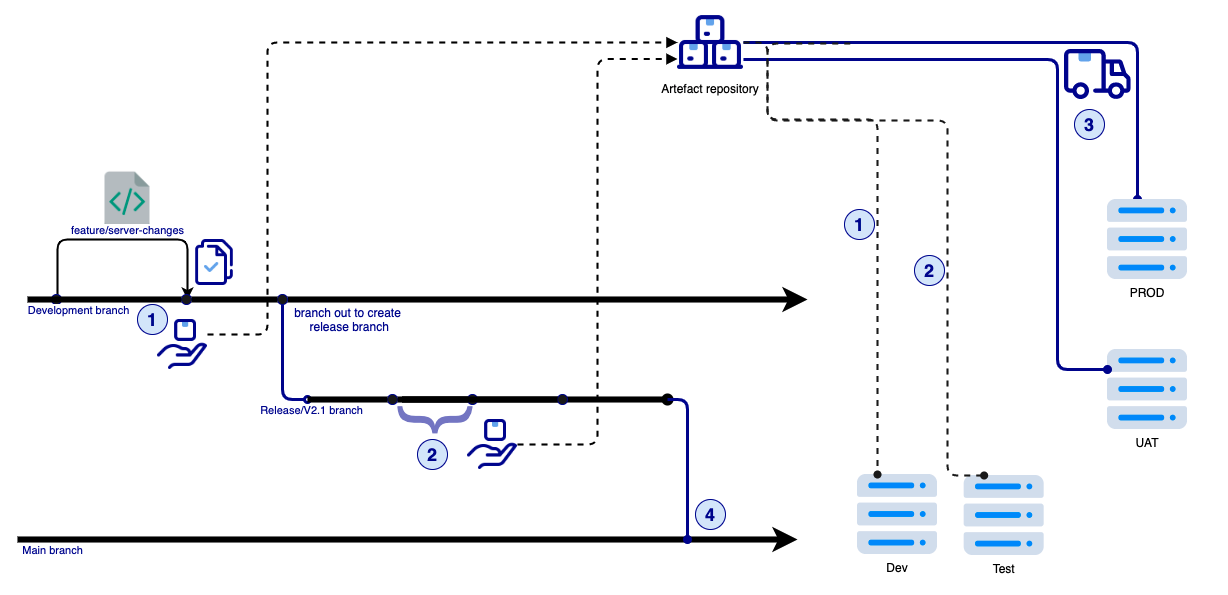 Artefact repository
3
</>
feature/server-changes
1
2
Development branch
1
branch out to create
release branch
PROD
Release/V2.1 branch
2
UAT
4
Main branch
Dev
Test